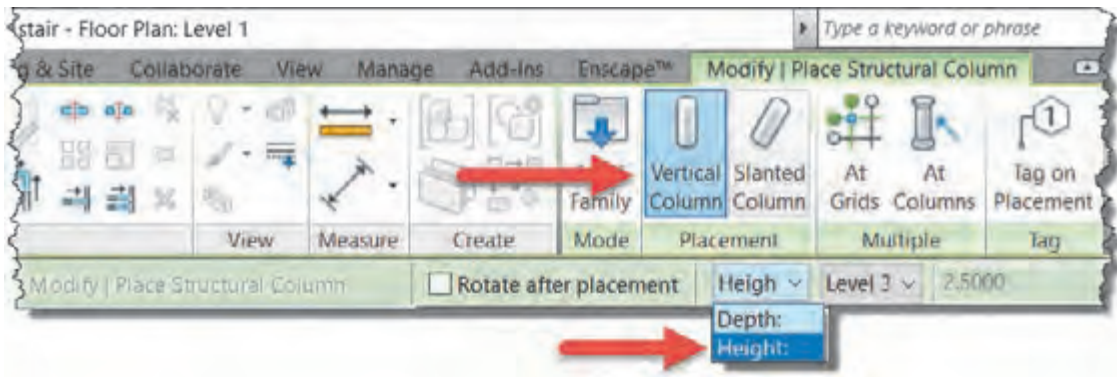 stair - Floor Plan: Level 1
Type a keyword or phrase
g & Site Collaborate View Manage Add-Ins Enscape™ Modify | Place Structural Column
1
Family
Vertical Column
Slanted Column
At Grids
At Columns
Tag on Placement
View Measure Create Mode Placement Multiple Tag
Modify | Place Structural Column Rotate after placement Heigh Level 3 2.5000
Depth:
Height: